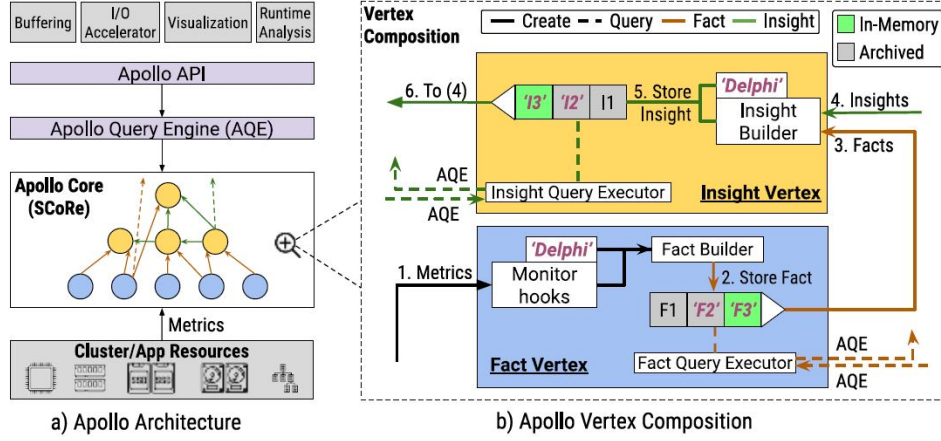 Buffering
I/O
Accelerator
Visualization
Runtime
Analysis
Apollo API
Apollo Query Engine (AQE)
Apollo Core
(SCoRe)
Metrics
Cluster/App Resources
a) Apollo Architecture
Vertex
Composition
Create
Query
Fact
Insight
In-Memory
Archived
6. To (4)
'I3'
'I2'
I1
5. Store
Insight
'Delphi'
Insight
Builder
4. Insights
3. Facts
AQE
AQE
Insight Query Executor
Insight Vertex
1. Metrics
'Delphi'
Monitor
hooks
Fact Builder
2. Store Fact
F1
'F2'
'F3'
Fact Query Executor
AQE
AQE
Fact Vertex
b) Apollo Vertex Composition